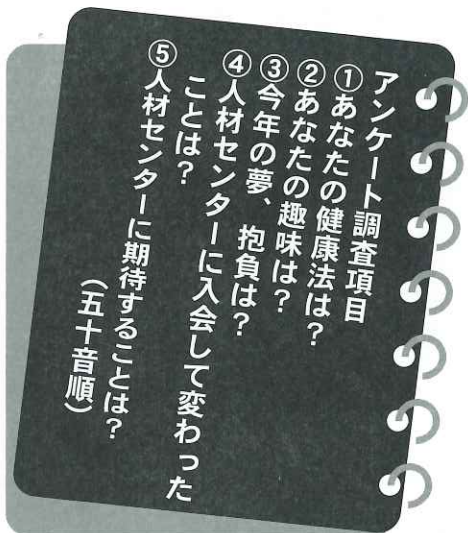 アンケート調査項目
①あなたの健康法は？
②あなたの趣味は？
③今年の夢、抱負は？
④人材センターに入会して変わった
ことは？
⑤人材センターに期待することは？
（五十音順）